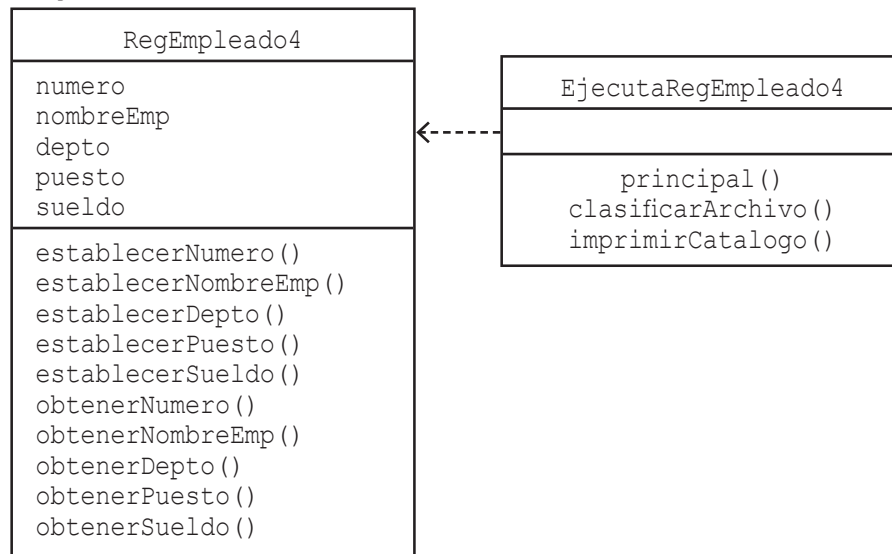 RegEmpleado4
numero
nombreEmp
depto
puesto
sueldo
establecerNumero()
establecerNombreEmp()
establecerDepto()
establecerPuesto()
establecerSueldo()
obtenerNumero()
obtenerNombreEmp()
obtenerDepto()
obtenerPuesto()
obtenerSueldo()
EjecutaRegEmpleado4
principal()
clasificarArchivo()
imprimirCatalogo()